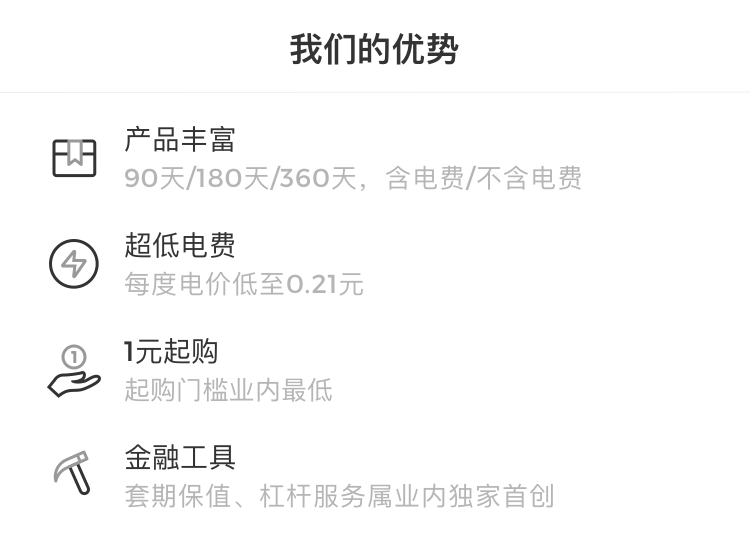 我们的优势
产品丰富
90天/180天/360天，含电费/不含电费
超低电费
每度电价低至0.21元
1
1元起购
起购门槛业内最低
金融工具
套期保值、杠杆服务属业内独家首创